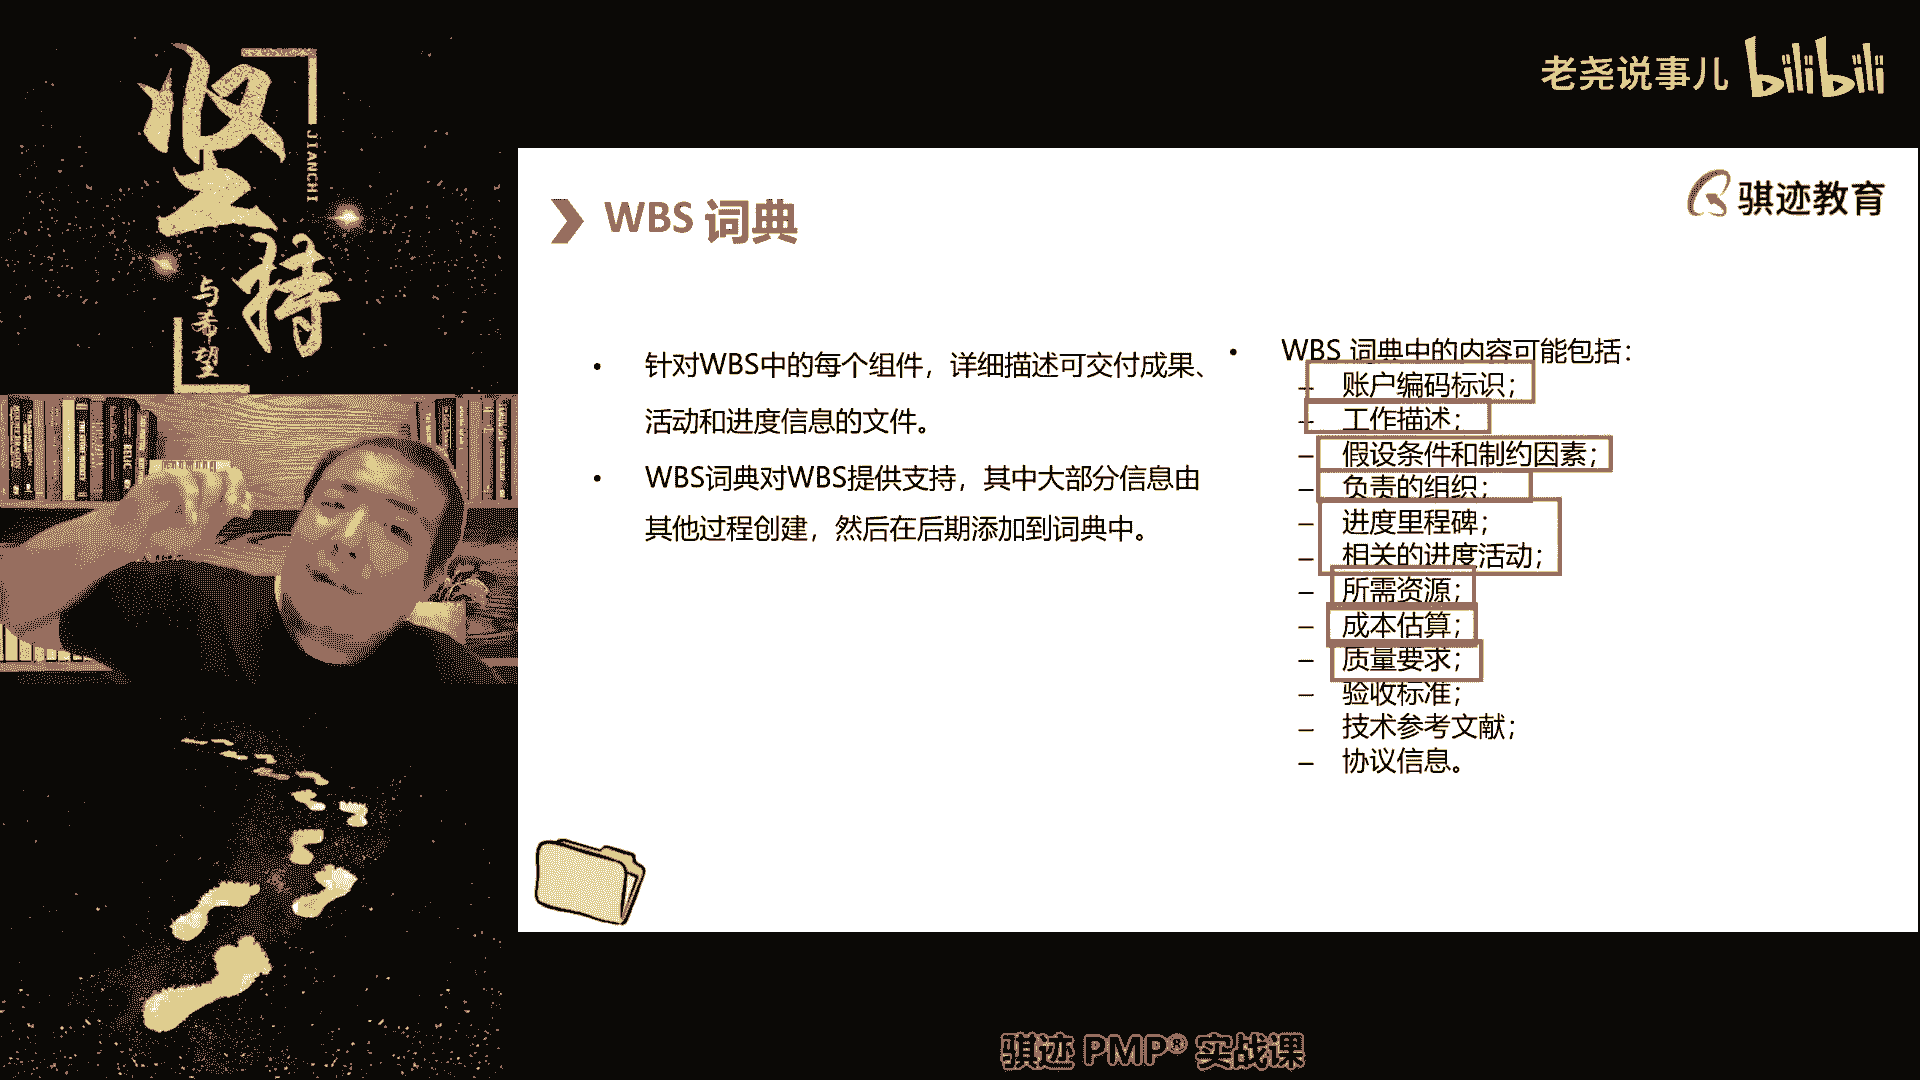 坚持
JIANCHI
与希望
老尧说事儿 bilibili
骐迹教育
WBS 词典
• 针对WBS中的每个组件，详细描述可交付成果、
活动和进度信息的文件。
• WBS词典对WBS提供支持，其中大部分信息由
其他过程创建，然后在后期添加到词典中。
• WBS 词典中的内容可能包括：
– 账户编码标识；
– 工作描述；
– 假设条件和制约因素；
– 负责的组织；
– 进度里程碑；
– 相关的进度活动；
– 所需资源；
– 成本估算；
– 质量要求；
– 验收标准；
– 技术参考文献；
– 协议信息。
骐迹 PMP® 实战课